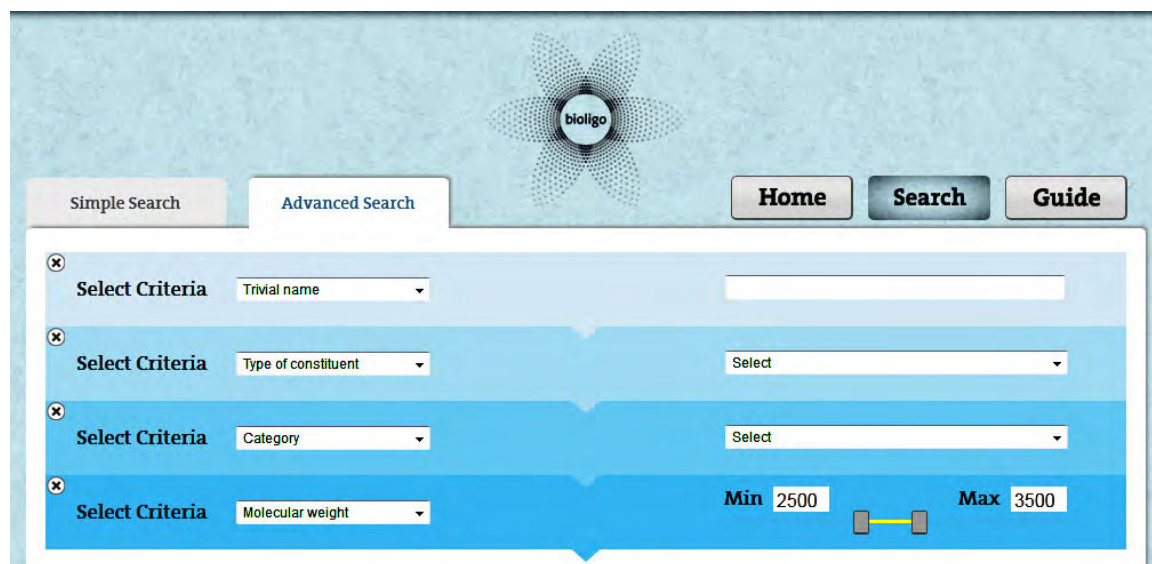 bioligo
Simple Search
Advanced Search
Home
Search
Guide
Select Criteria Trivial name
Select Criteria Type of constituent Select
Select Criteria Category Select
Select Criteria Molecular weight Min 2500 Max 3500